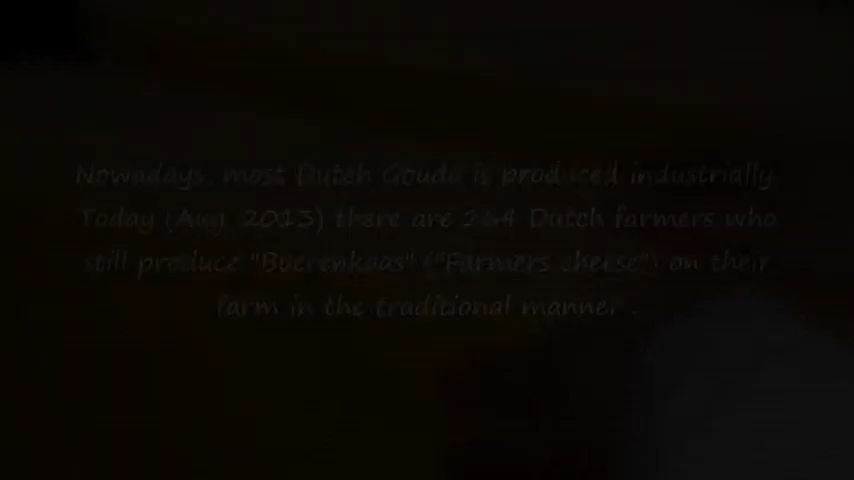 Nowadays, most Dutch Gouda is produced industrially
Today (Aug. 2013) there are Dutch farmers who
still produce "Boerenkaas" ("Farmers cheese") on their
farm in the traditional manner.